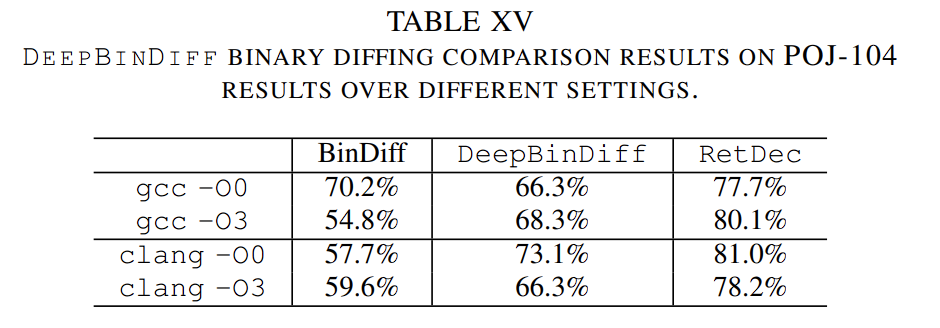 TABLE XV
DEEPBINDIFF BINARY DIFFING COMPARISON RESULTS ON POJ-104
RESULTS OVER DIFFERENT SETTINGS.
BinDiff DeepBinDiff RetDec
gcc -O0 70.2% 66.3% 77.7%
gcc -O3 54.8% 68.3% 80.1%
clang -O0 57.7% 73.1% 81.0%
clang -O3 59.6% 66.3% 78.2%